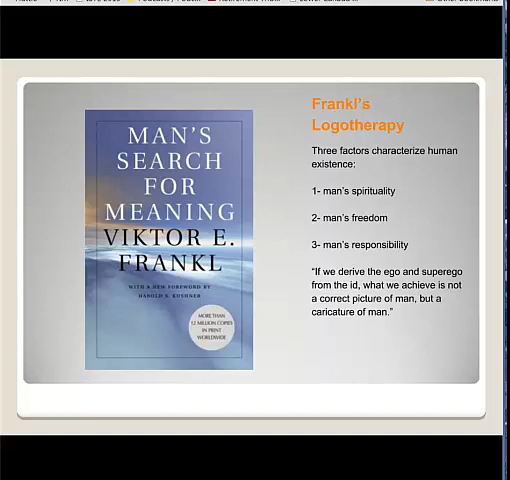 MAN'S
SEARCH
FOR
MEANING
VIKTOR E.
FRANKL
WITH A NEW FOREWORD BY
HAROLD S. KUSHNER
MORE THAN
12 MILLION COPIES
IN PRINT
WORLDWIDE
Frankl's
Logotherapy
Three factors characterize human
existence:
1- man's spirituality
2- man's freedom
3- man's responsibility
“If we derive the ego and superego
from the id, what we achieve is not
a correct picture of man, but a
caricature of man.”